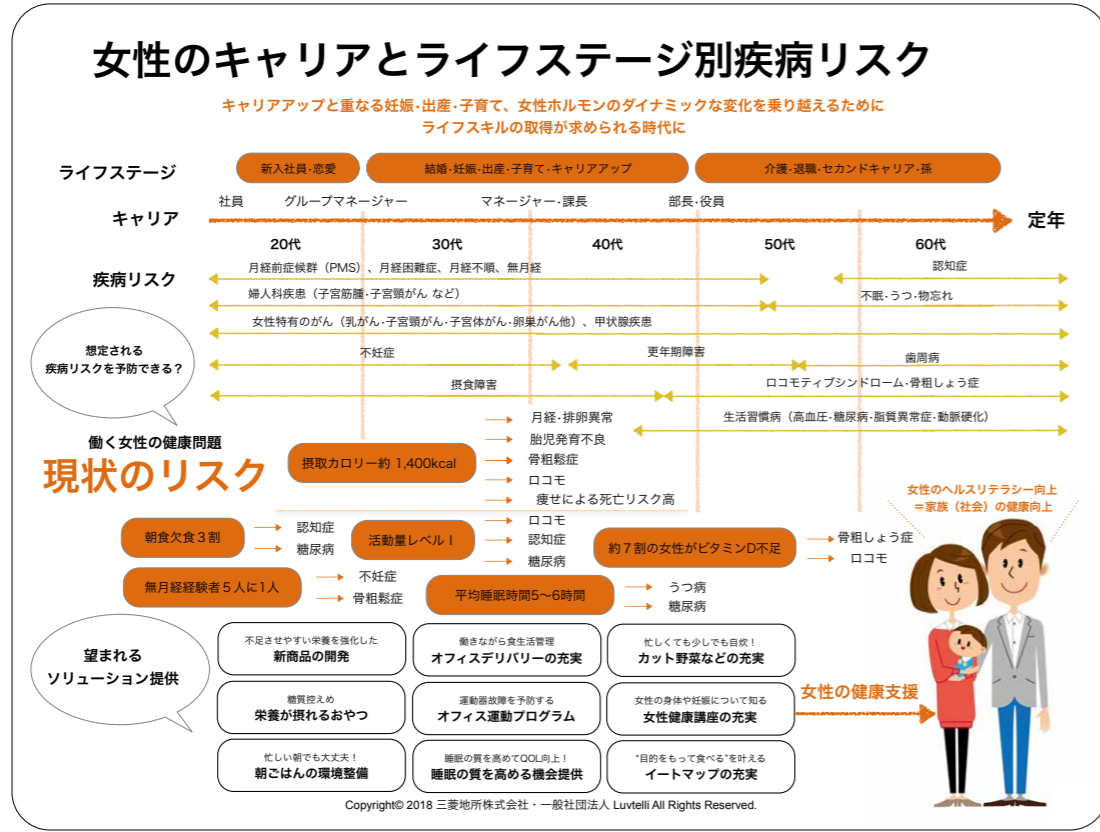 女性のキャリアとライフステージ別疾病リスク
キャリアアップと重なる妊娠・出産・子育て、女性ホルモンのダイナミックな変化を乗り越えるために
ライフスキルの取得が求められる時代に
ライフステージ
新入社員・恋愛
結婚・妊娠・出産・子育て・キャリアアップ
介護・退職・セカンドキャリア・孫
社員
グループマネージャー
マネージャー・課長
部長・役員
キャリア
定年
20代
30代
40代
50代
60代
疾病リスク
月経前症候群（PMS）、月経困難症、月経不順、無月経
認知症
婦人科疾患（子宮筋腫・子宮頸がん など）
不眠・うつ・物忘れ
女性特有のがん（乳がん・子宮頸がん・子宮体がん・卵巣がん他）、甲状腺疾患
想定される
疾病リスクを予防できる？
不妊症
更年期障害
歯周病
摂食障害
ロコモティブシンドローム・骨粗しょう症
生活習慣病（高血圧・糖尿病・脂質異常症・動脈硬化）
働く女性の健康問題
現状のリスク
摂取カロリー約 1,400kcal
月経・排卵異常
胎児発育不良
骨粗鬆症
ロコモ
痩せによる死亡リスク高
朝食欠食３割
認知症
糖尿病
活動量レベルⅠ
ロコモ
認知症
糖尿病
約７割の女性がビタミンD不足
骨粗しょう症
ロコモ
無月経経験者５人に1人
不妊症
骨粗鬆症
平均睡眠時間5〜6時間
うつ病
糖尿病
女性のヘルスリテラシー向上
＝家族（社会）の健康向上
望まれる
ソリューション提供
不足させやすい栄養を強化した
新商品の開発
働きながら食生活管理
オフィスデリバリーの充実
忙しくても少しでも自炊！
カット野菜などの充実
糖質控えめ
栄養が摂れるおやつ
運動器故障を予防する
オフィス運動プログラム
女性の身体や妊娠について知る
女性健康講座の充実
忙しい朝でも大丈夫！
朝ごはんの環境整備
睡眠の質を高めてQOL向上！
睡眠の質を高める機会提供
"目的をもって食べる"を叶える
イートマップの充実
女性の健康支援
Copyright© 2018 三菱地所株式会社・一般社団法人 Luvtelli All Rights Reserved.